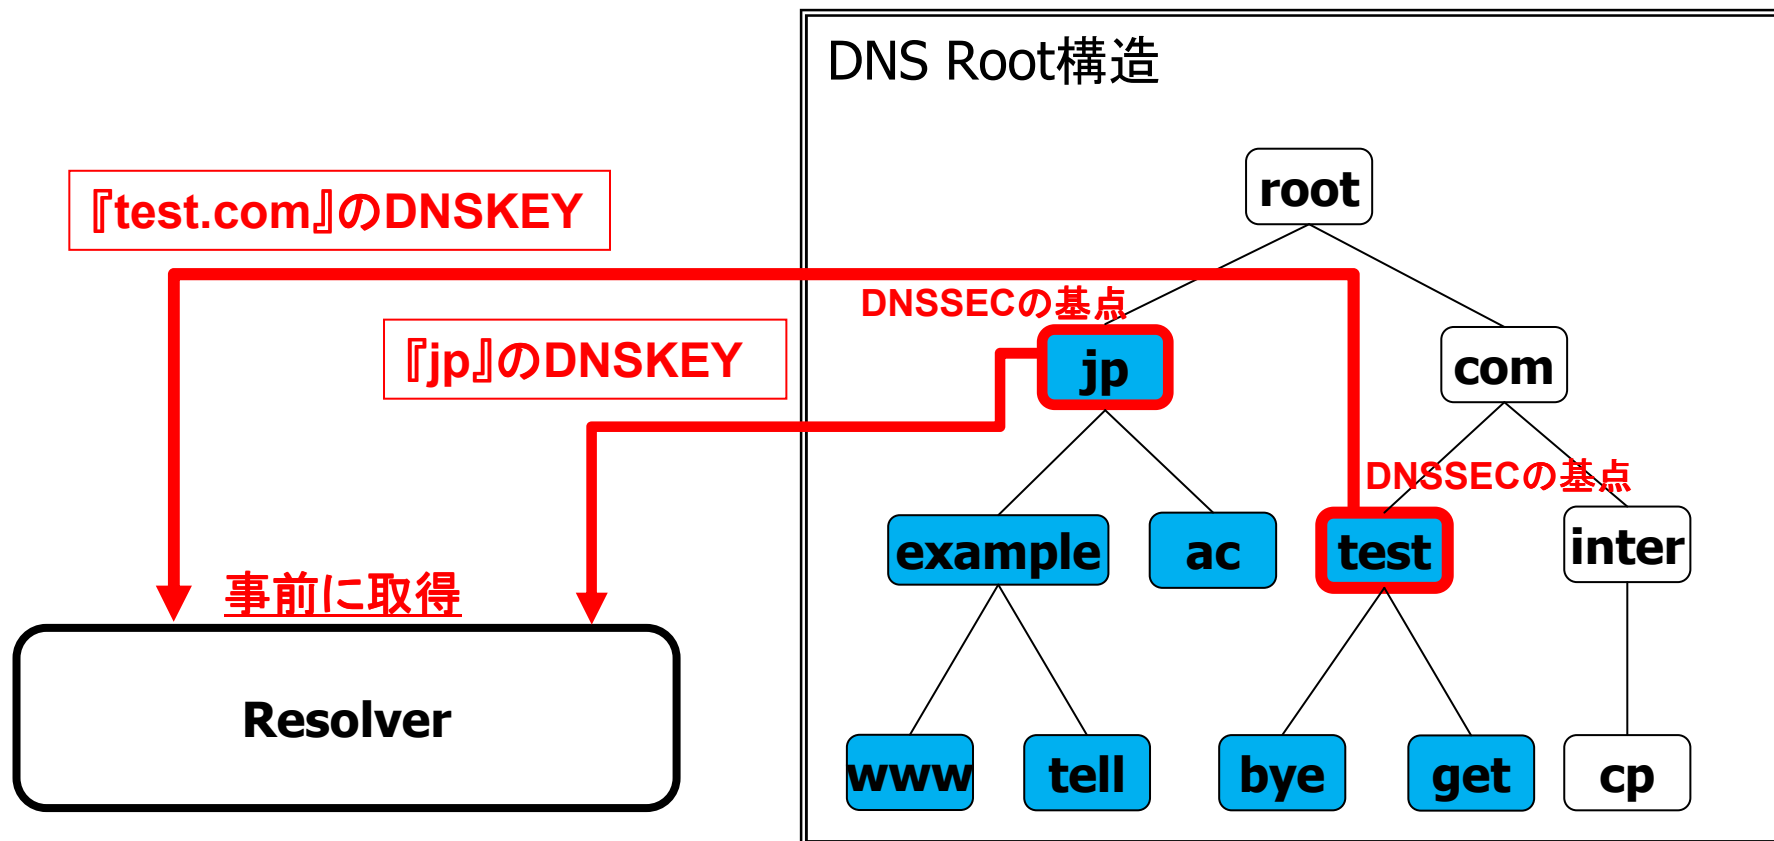 DNS Root構造
root
『test.com』のDNSKEY
DNSSECの基点
『jp』のDNSKEY
jp
com
DNSSECの基点
example
ac
test
inter
事前に取得
Resolver
www
tell
bye
get
cp